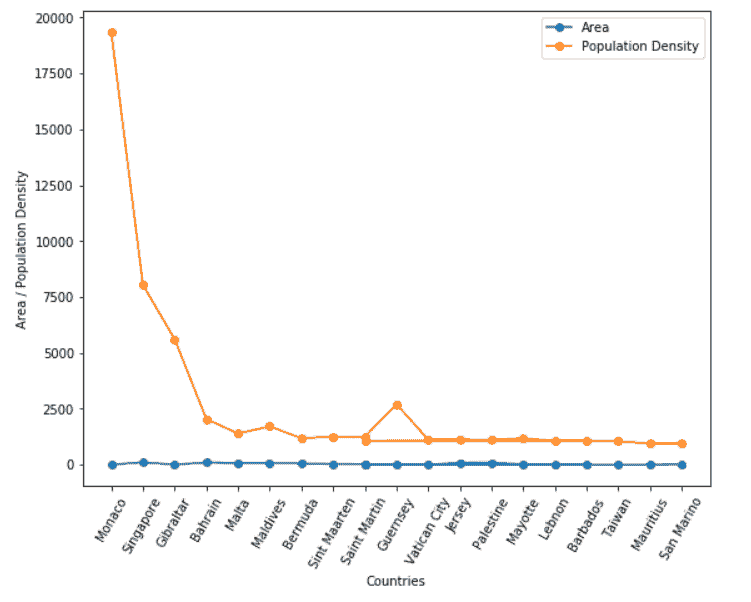 20000
17500
15000
12500
10000
7500
5000
2500
0
Area / Population Density
Area
Population Density
Monaco
Singapore
Gibraltar
Bahrain
Malta
Maldives
Bermuda
Sint Maarten
Saint Martin
Guernsey
Vatican City
Jersey
Palestine
Mayotte
Lebnon
Barbados
Taiwan
Mauritius
San Marino
Countries